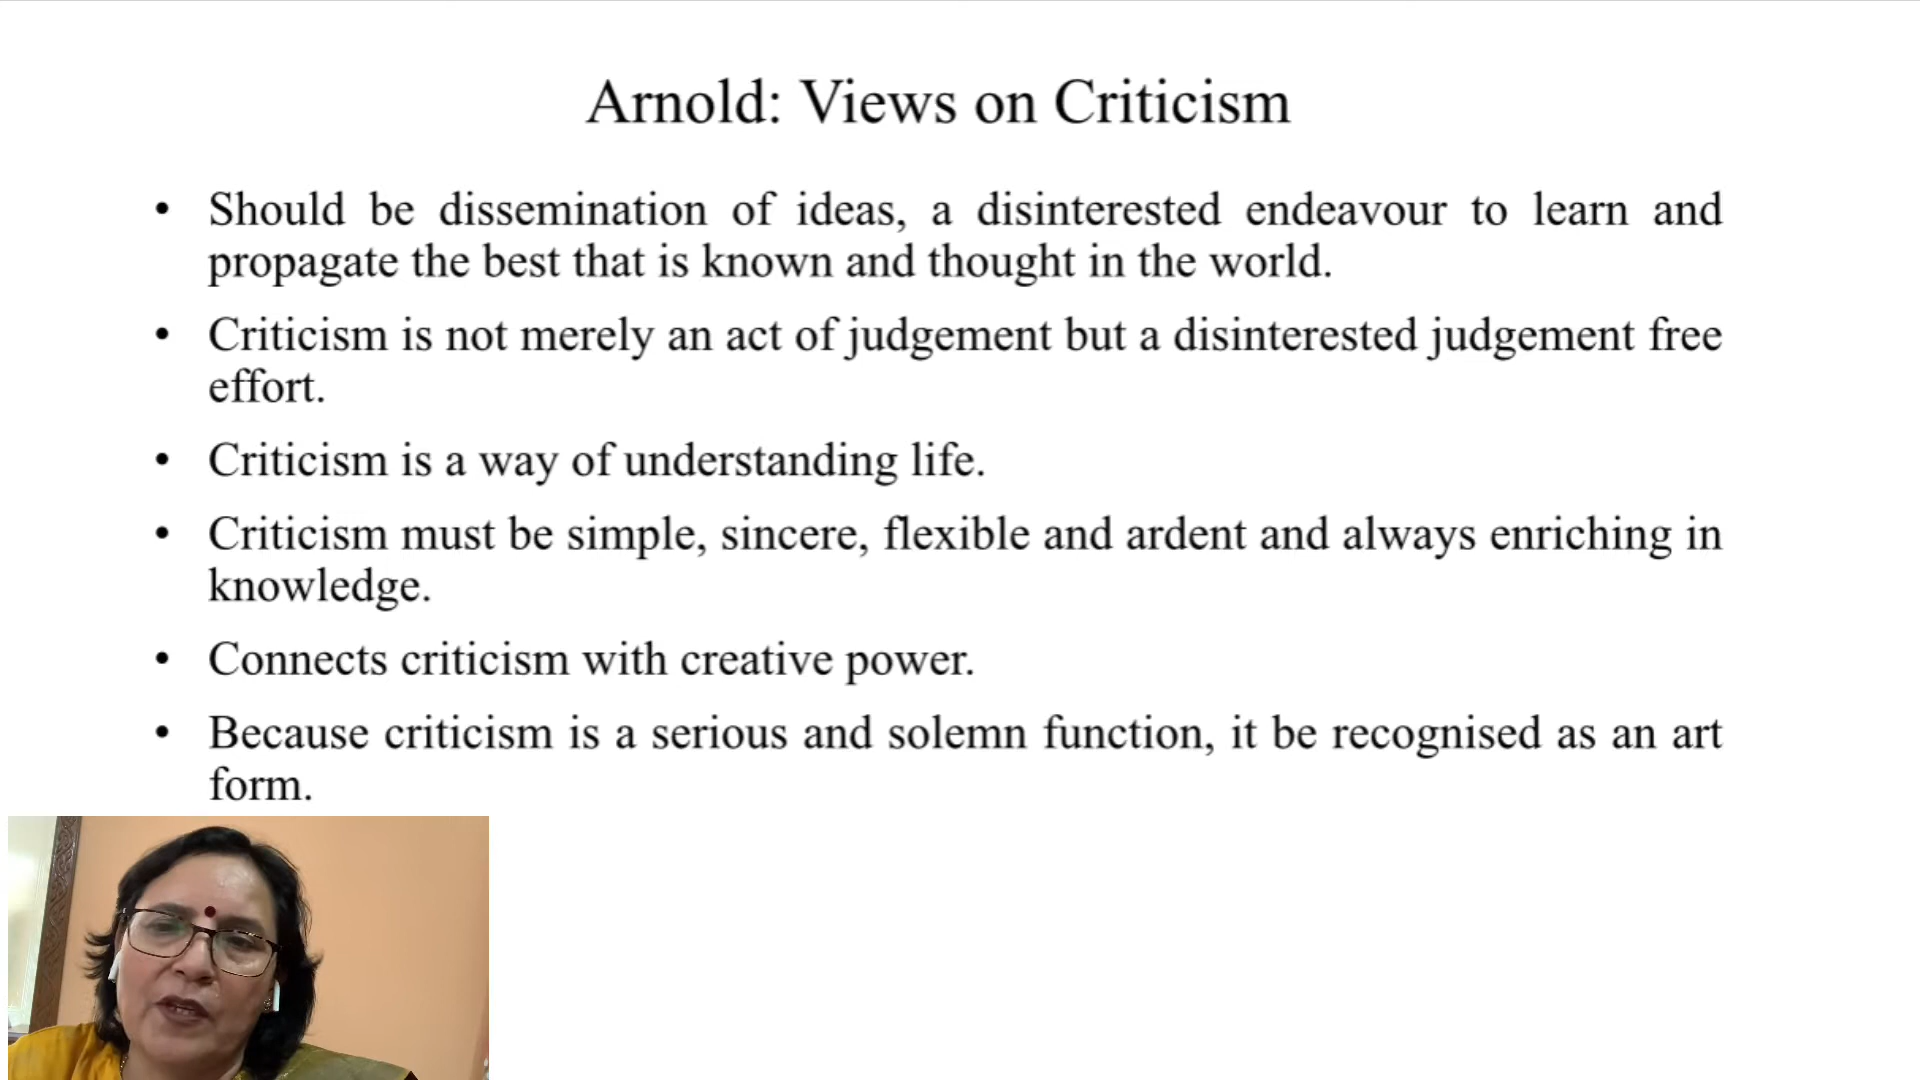 Arnold: Views on Criticism
• Should be dissemination of ideas, a disinterested endeavour to learn and
propagate the best that is known and thought in the world.
• Criticism is not merely an act of judgement but a disinterested judgement free
effort.
• Criticism is a way of understanding life.
• Criticism must be simple, sincere, flexible and ardent and always enriching in
knowledge.
• Connects criticism with creative power.
• Because criticism is a serious and solemn function, it be recognised as an art
form.